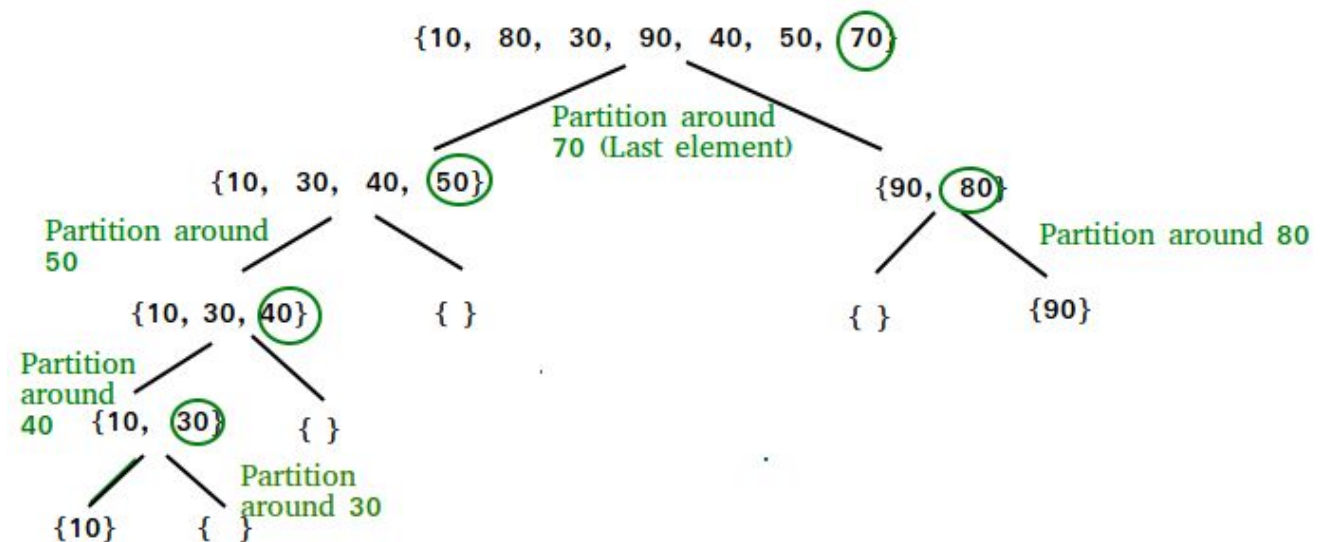 {10, 80, 30, 90, 40, 50, 70}
Partition around
70 (Last element)
{10, 30, 40, 50}
{90, 80}
Partition around
50
Partition around 80
{10, 30, 40}
{ }
{ }
{90}
Partition
around
40
{10, 30}
{ }
Partition
around 30
{10}
{ }